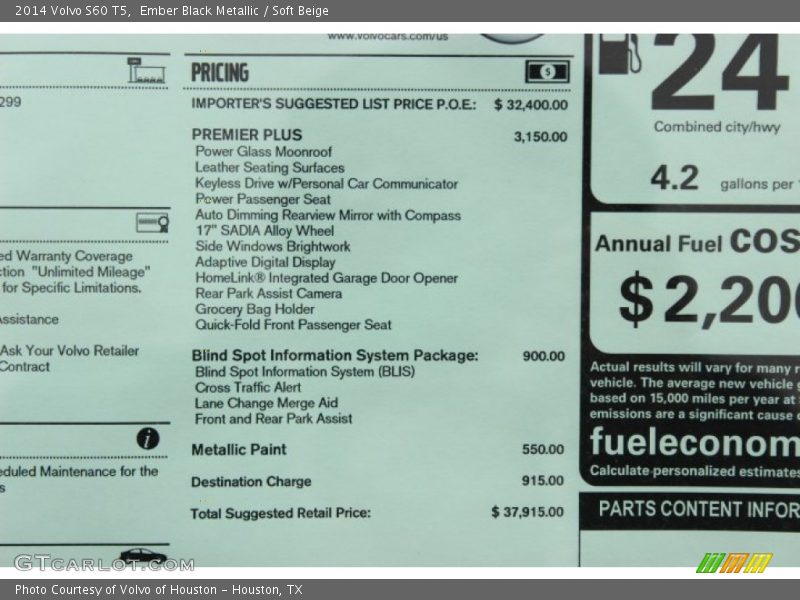 2014 Volvo S60 T5,  Ember Black Metallic / Soft Beige
www.volvocars.com/us
299
ed Warranty Coverage
ction "Unlimited Mileage"
for Specific Limitations.
Assistance
Ask Your Volvo Retailer
Contract
i
eduled Maintenance for the
s
PRICING
$
IMPORTER'S SUGGESTED LIST PRICE P.O.E.: $ 32,400.00
PREMIER PLUS 3,150.00
Power Glass Moonroof
Leather Seating Surfaces
Keyless Drive w/Personal Car Communicator
Power Passenger Seat
Auto Dimming Rearview Mirror with Compass
17" SADIA Alloy Wheel
Side Windows Brightwork
Adaptive Digital Display
HomeLink® Integrated Garage Door Opener
Rear Park Assist Camera
Grocery Bag Holder
Quick-Fold Front Passenger Seat
Blind Spot Information System Package: 900.00
Blind Spot Information System (BLIS)
Cross Traffic Alert
Lane Change Merge Aid
Front and Rear Park Assist
Metallic Paint 550.00
Destination Charge 915.00
Total Suggested Retail Price: $ 37,915.00
24
Combined city/hwy
4.2 gallons per
Annual Fuel COS
$2,200
Actual results will vary for many r
vehicle. The average new vehicle
based on 15,000 miles per year at
emissions are a significant cause
fueleconom
Calculate personalized estimates
PARTS CONTENT INFOR
GTCARLOT.COM
Photo Courtesy of Volvo of Houston - Houston, TX